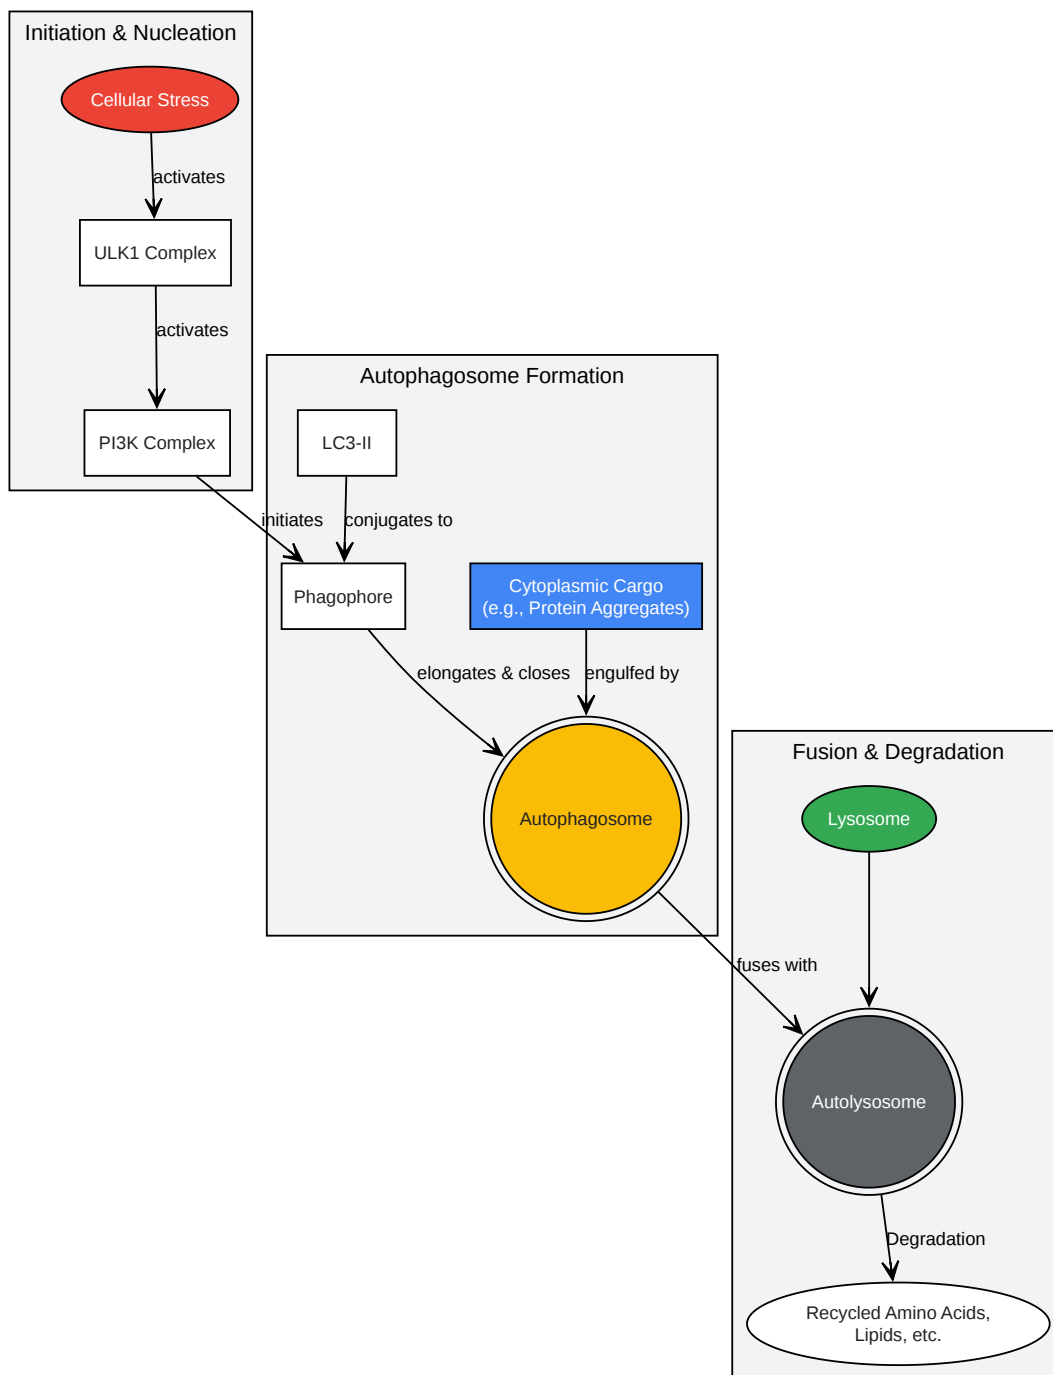 Initiation & Nucleation
Cellular Stress
activates
ULK1 Complex
activates
PI3K Complex
initiates
Autophagosome Formation
LC3-II
conjugates to
Phagophore
Cytoplasmic Cargo
(e.g., Protein Aggregates)
elongates & closes
engulfed by
Autophagosome
fuses with
Fusion & Degradation
Lysosome
Autolysosome
Degradation
Recycled Amino Acids,
Lipids, etc.